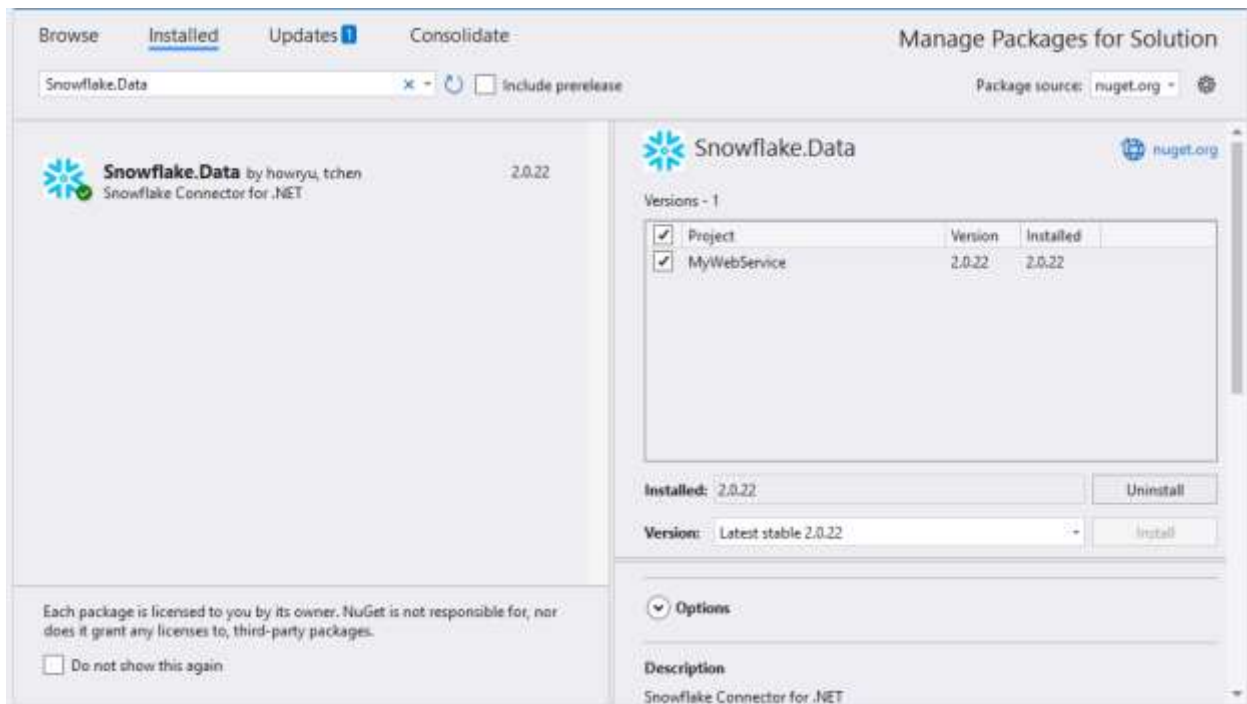 Browse Installed Updates 1 Consolidate
Manage Packages for Solution
Snowflake.Data
Include prerelease
Package source: nuget.org
Snowflake.Data by howryu, tchen 2.0.22
Snowflake Connector for .NET
Each package is licensed to you by its owner. NuGet is not responsible for, nor
does it grant any licenses to, third-party packages.
Do not show this again
Snowflake.Data
nuget.org
Versions - 1
Project Version Installed
MyWebService 2.0.22 2.0.22
Installed: 2.0.22 Uninstall
Version: Latest stable 2.0.22 Install
Options
Description
Snowflake Connector for .NET